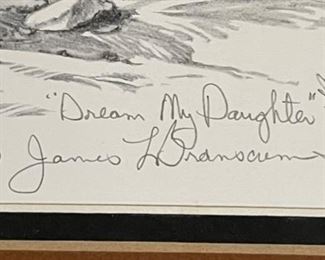 "Dream My Daughter"
James L. Branscum